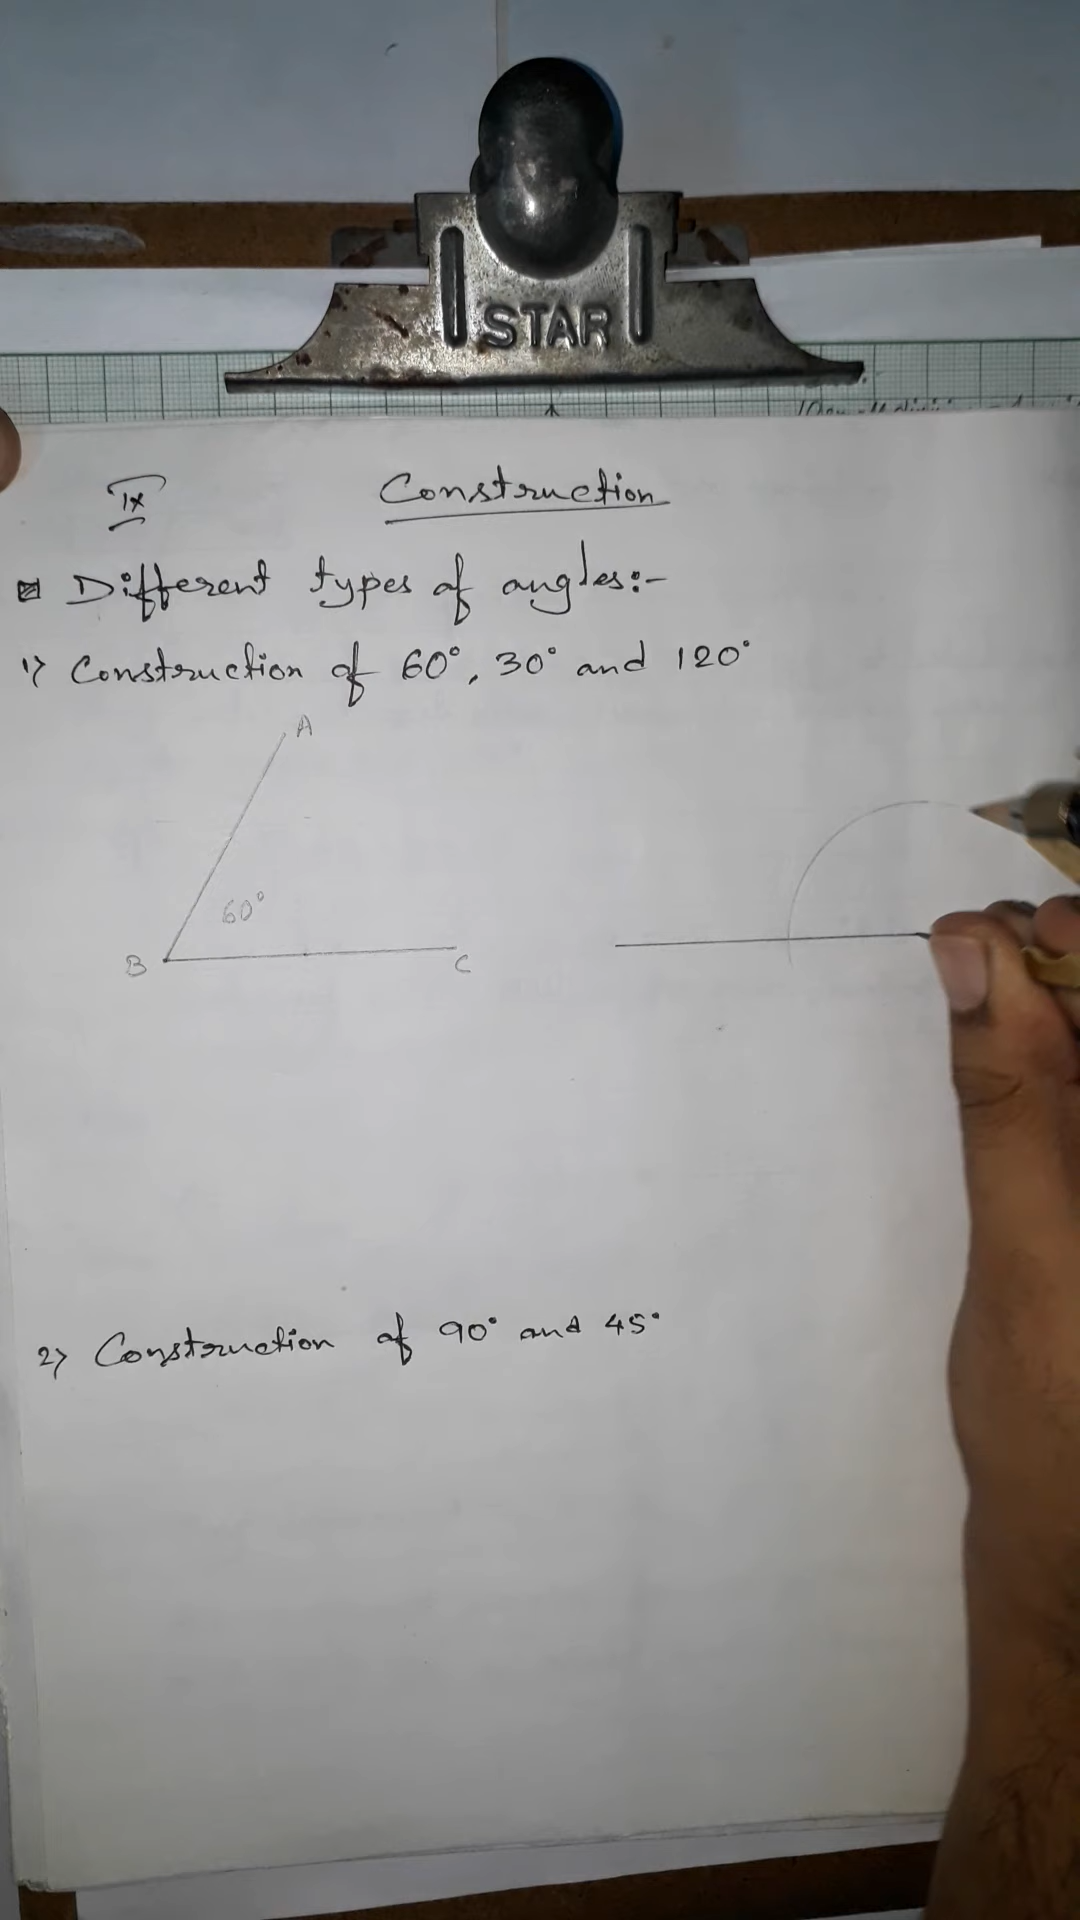 STAR
IX
Construction
Different types of angles:-
1) Construction of 60°, 30° and 120°
A
60°
B
C
2) Construction of 90° and 45°